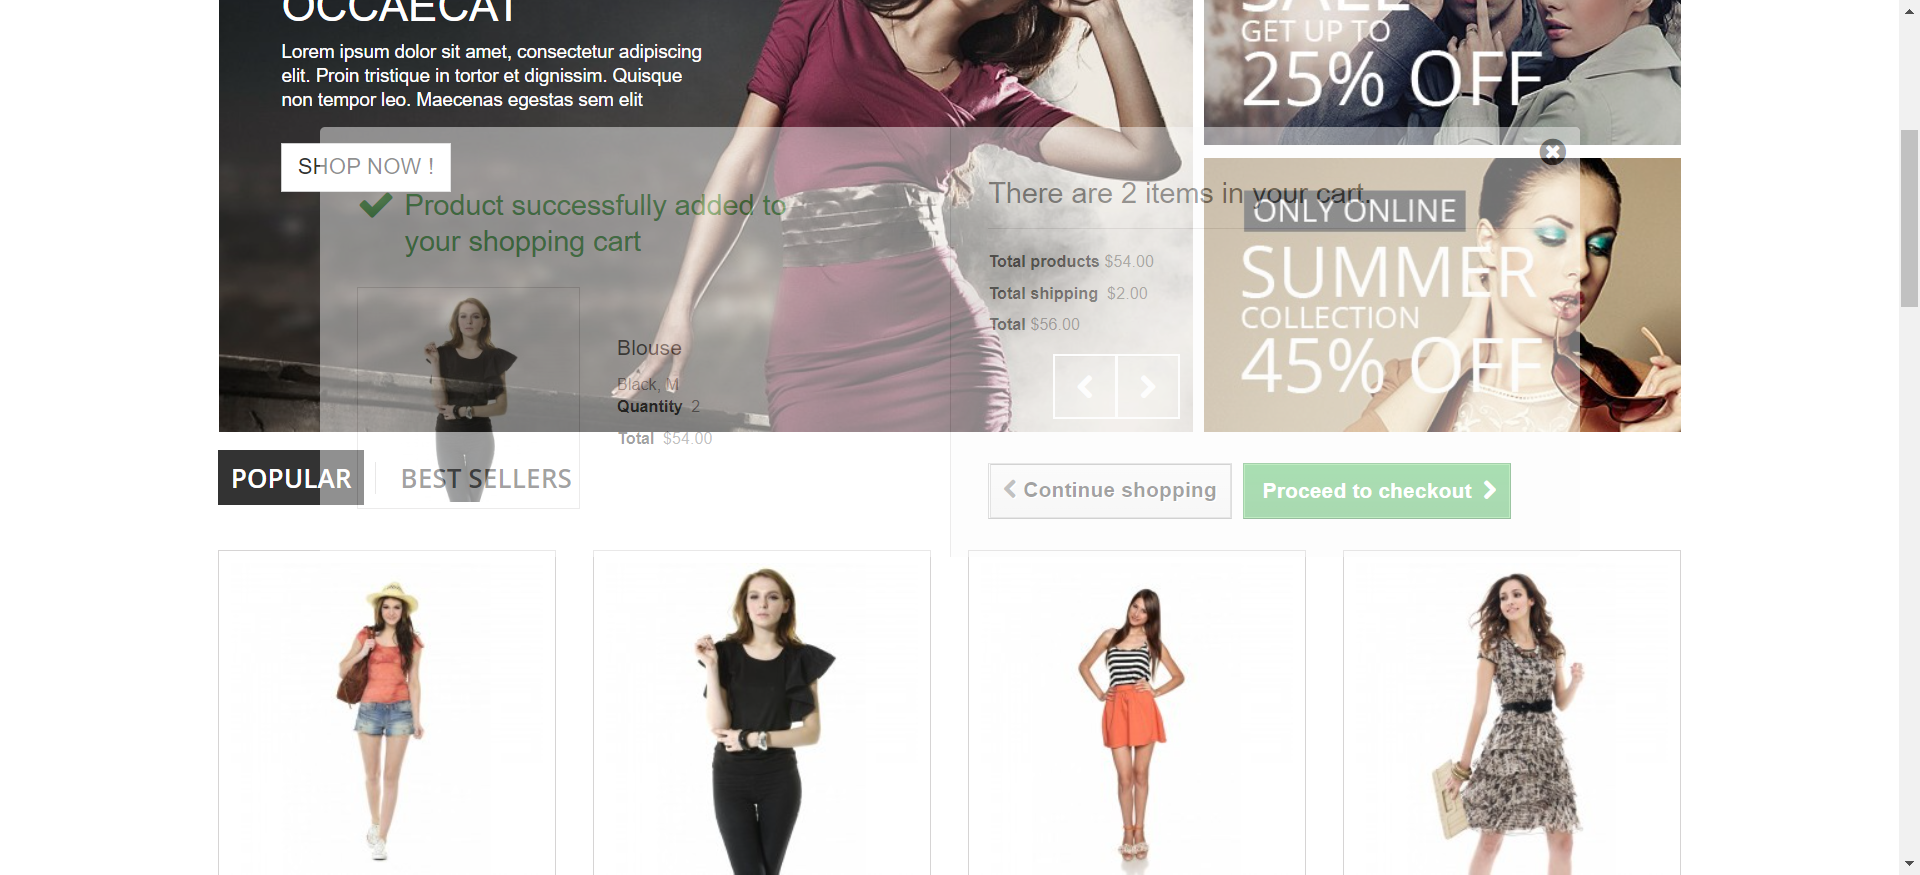 OCCAECAT
Lorem ipsum dolor sit amet, consectetur adipiscing
elit. Proin tristique in tortor et dignissim. Quisque
non tempor leo. Maecenas egestas sem elit
SHOP NOW !
SALE
GET UP TO
25% OFF
Product successfully added to
your shopping cart
Blouse
Black, M
Quantity 2
Total $54.00
There are 2 items in your cart.
Total products $54.00
Total shipping $2.00
Total $56.00
ONLY ONLINE
SUMMER
COLLECTION
45% OFF
Continue shopping
Proceed to checkout
POPULAR
BEST SELLERS